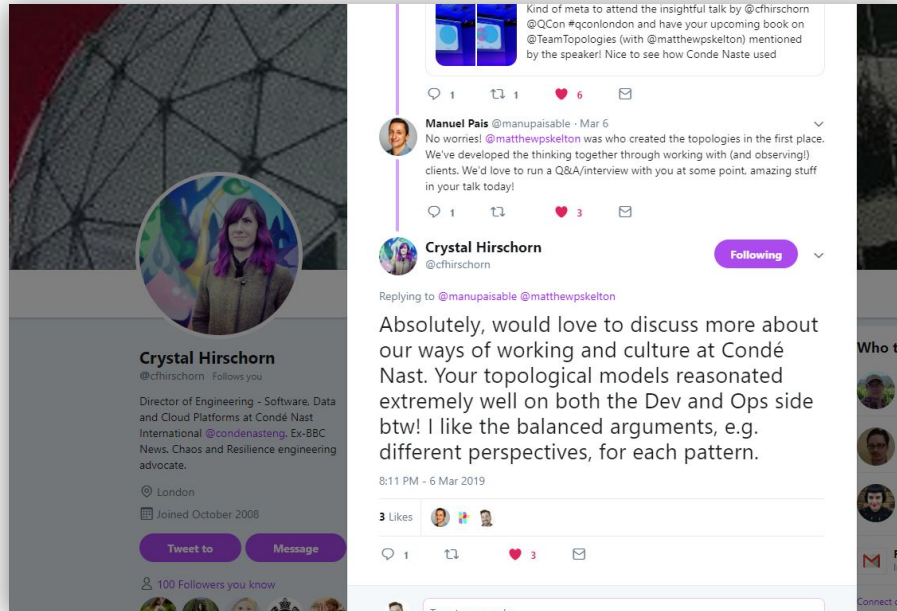 Kind of meta to attend the insightful talk by @cfhirschorn
@QCon #qconlondon and have your upcoming book on
@TeamTopologies (with @matthewpskelton) mentioned
by the speaker! Nice to see how Conde Naste used
1 1 6
Manuel Pais @manupaisable · Mar 6
No worries! @matthewpskelton was who created the topologies in the first place.
We've developed the thinking together through working with (and observing!)
clients. We'd love to run a Q&A/interview with you at some point, amazing stuff
in your talk today!
1 3
Crystal Hirschorn
@cfhirschorn
Following
Replying to @manupaisable @matthewpskelton
Absolutely, would love to discuss more about
our ways of working and culture at Condé
Nast. Your topological models reasonated
extremely well on both the Dev and Ops side
btw! I like the balanced arguments, e.g.
different perspectives, for each pattern.
8:11 PM - 6 Mar 2019
3 Likes
1 3
Crystal Hirschorn
@cfhirschorn Follows you
Director of Engineering - Software, Data
and Cloud Platforms at Condé Nast
International @condenasteng. Ex-BBC
News. Chaos and Resilience engineering
advocate.
London
Joined October 2008
Tweet to Message
100 Followers you know
Who t
Connect